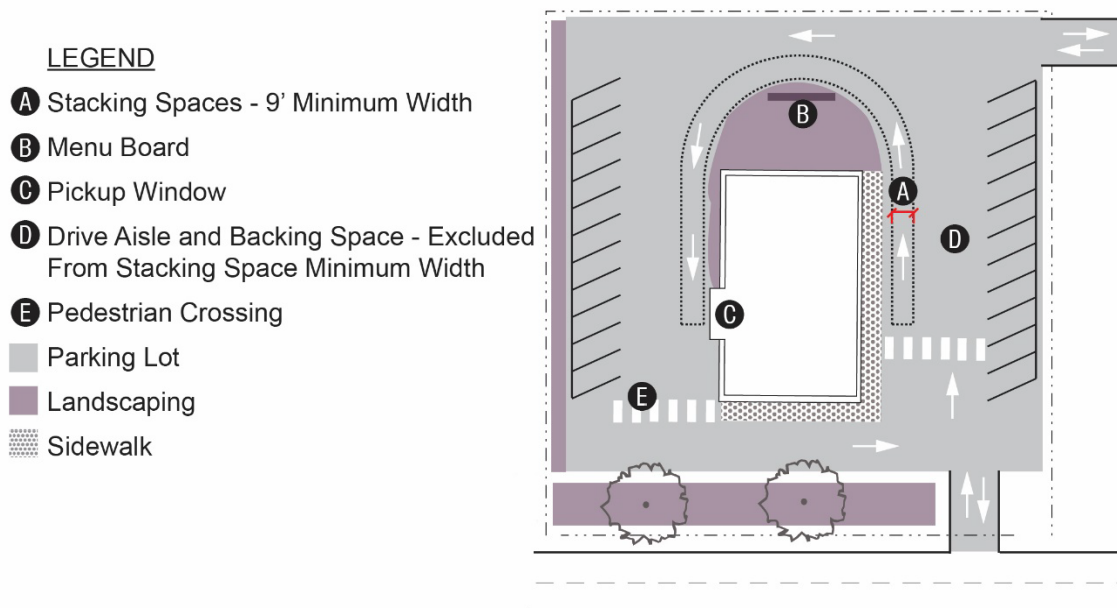 LEGEND
A Stacking Spaces - 9’ Minimum Width
B Menu Board
C Pickup Window
D Drive Aisle and Backing Space - Excluded
From Stacking Space Minimum Width
E Pedestrian Crossing
Parking Lot
Landscaping
Sidewalk
B
A
D
C
E